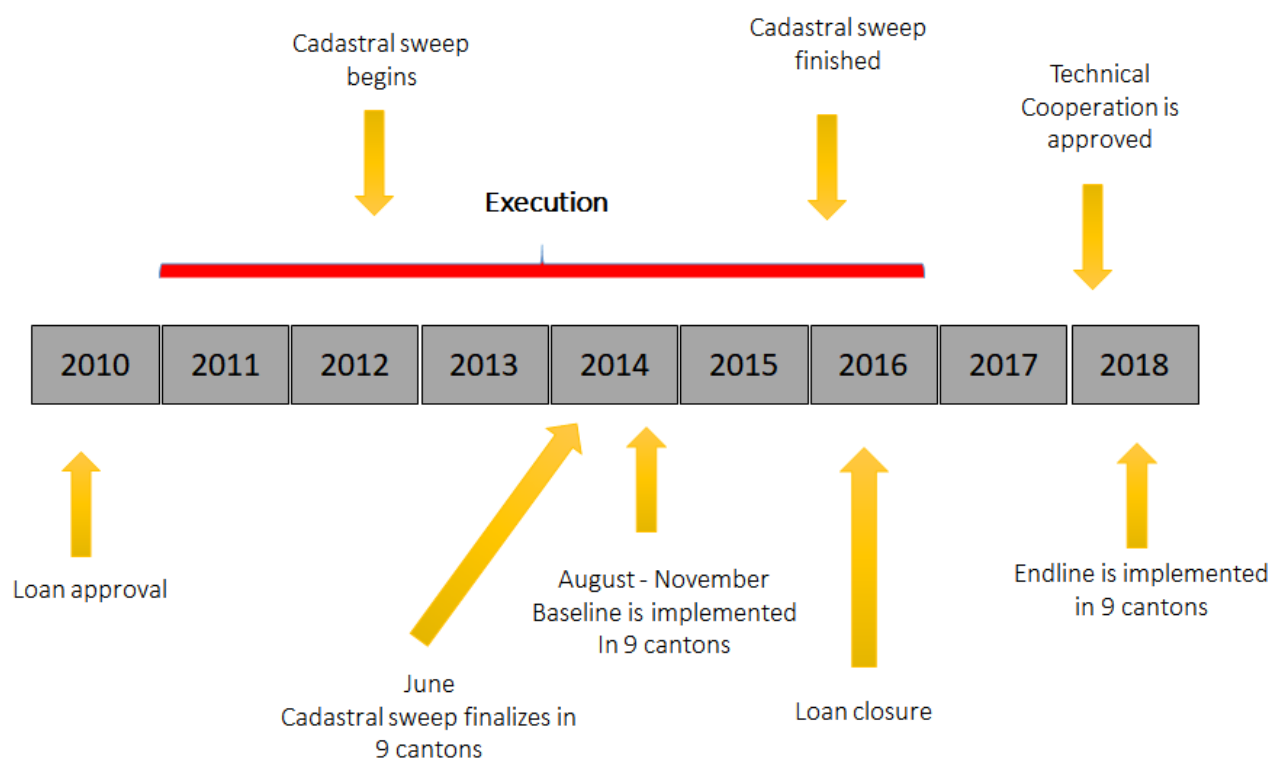 Cadastral sweep
begins
Cadastral sweep
finished
Technical
Cooperation is
approved
Execution
2010 2011 2012 2013 2014 2015 2016 2017 2018
Loan approval
June
Cadastral sweep finalizes in
9 cantons
August - November
Baseline is implemented
In 9 cantons
Loan closure
Endline is implemented
in 9 cantons